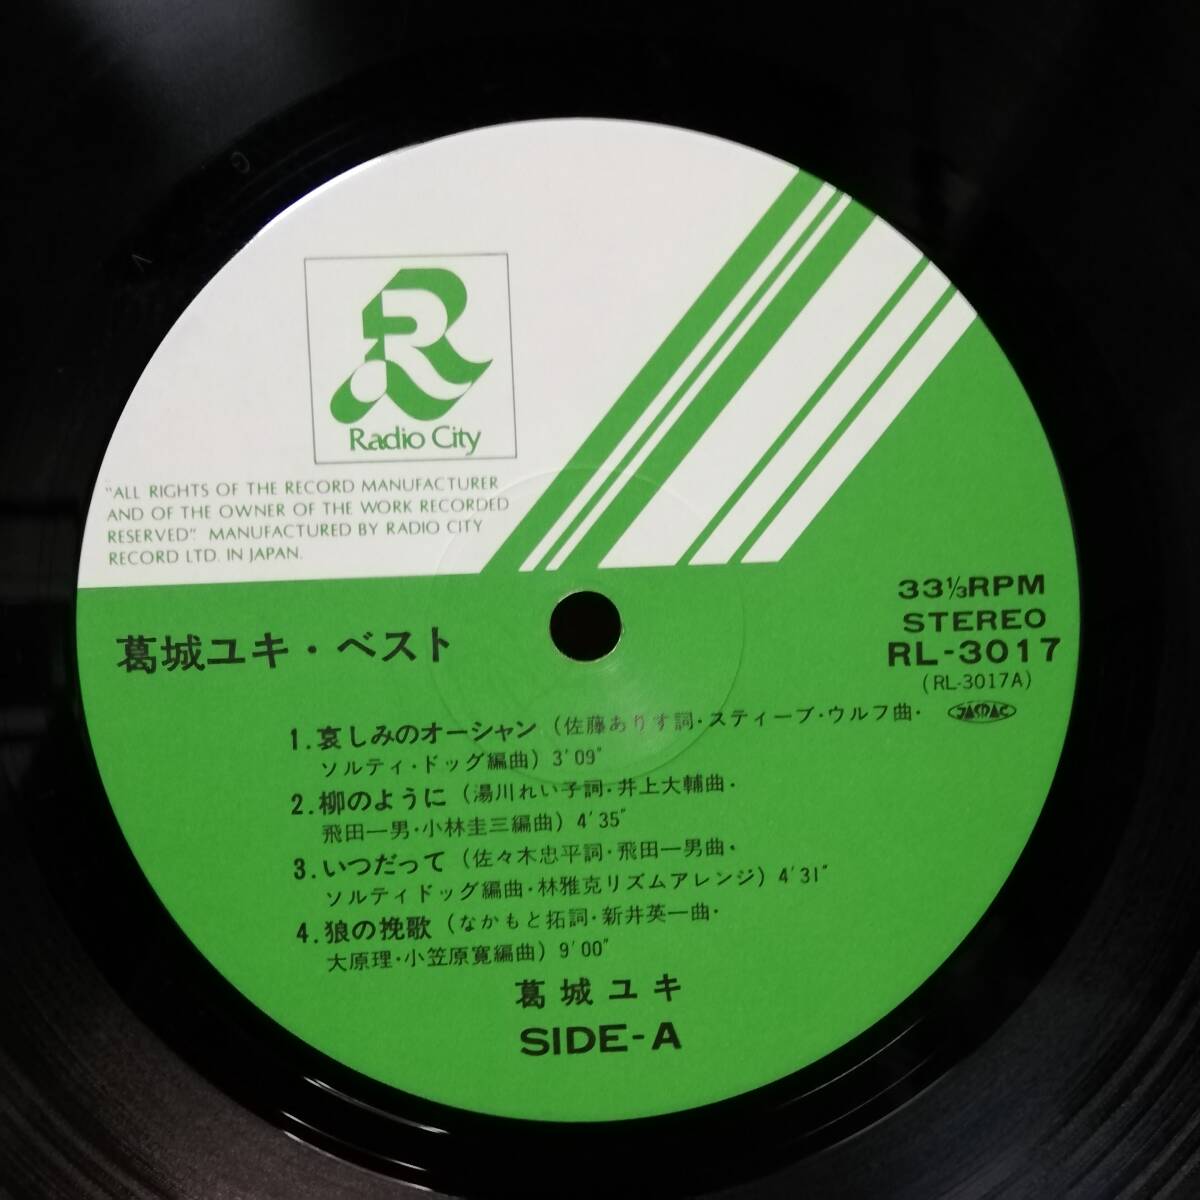 Radio City
"ALL RIGHTS OF THE RECORD MANUFACTURER
AND OF THE OWNER OF THE WORK RECORDED
RESERVED" MANUFACTURED BY RADIO CITY
RECORD LTD. IN JAPAN.
33⅓RPM
STEREO
RL-3017
(RL-3017A)
葛城ユキ・ベスト
1.哀しみのオーシャン (佐藤ありす詞・スティーブ・ウルフ曲・ JASRAC
ソルティ・ドッグ編曲) 3'09"
2.柳のように (湯川れい子詞・井上大輔曲・
飛田一男・小林圭三編曲) 4'35"
3.いつだって (佐々木忠平詞・飛田一男曲・
ソルティドッグ編曲・林雅克リズムアレンジ) 4'31"
4.狼の挽歌 (なかもと拓詞・新井英一曲・
大原理・小笠原寛編曲) 9'00"
葛城ユキ
SIDE-A